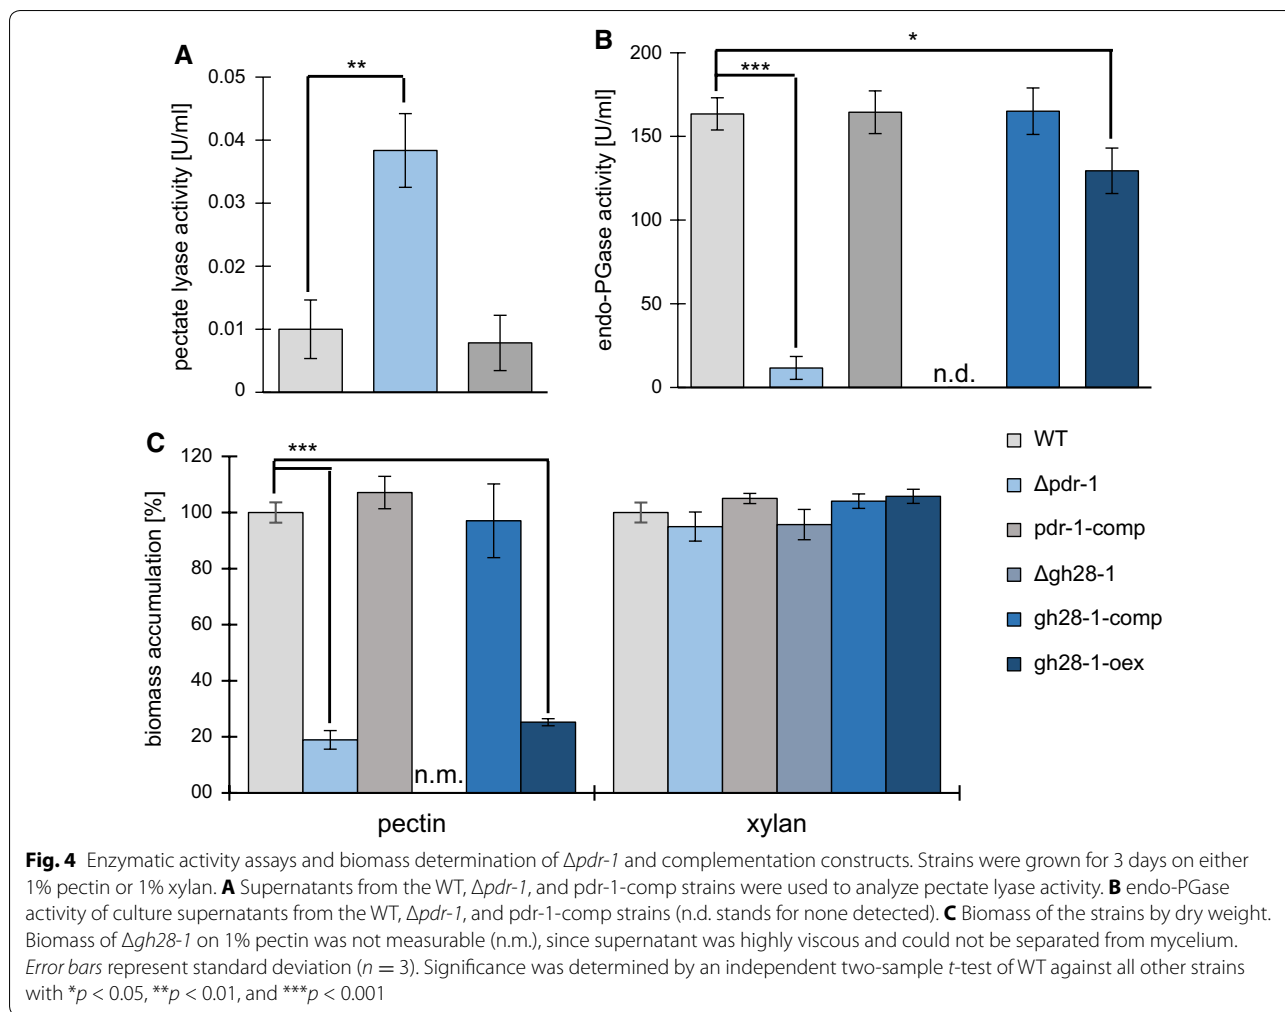 A
**
0.05
0.04
0.03
0.02
0.01
0
pectate lyase activity [U/ml]
B
*
***
200
150
100
50
0
endo-PGase activity [U/ml]
n.d.
C
***
120
100
80
60
40
20
00
biomass accumulation [%]
n.m.
pectin
xylan
WT
Δpdr-1
pdr-1-comp
Δgh28-1
gh28-1-comp
gh28-1-oex
Fig. 4 Enzymatic activity assays and biomass determination of Δpdr-1 and complementation constructs. Strains were grown for 3 days on either
1% pectin or 1% xylan. A Supernatants from the WT, Δpdr-1, and pdr-1-comp strains were used to analyze pectate lyase activity. B endo-PGase
activity of culture supernatants from the WT, Δpdr-1, and pdr-1-comp strains (n.d. stands for none detected). C Biomass of the strains by dry weight.
Biomass of Δgh28-1 on 1% pectin was not measurable (n.m.), since supernatant was highly viscous and could not be separated from mycelium.
Error bars represent standard deviation (n = 3). Significance was determined by an independent two-sample t-test of WT against all other strains
with *p < 0.05, **p < 0.01, and ***p < 0.001